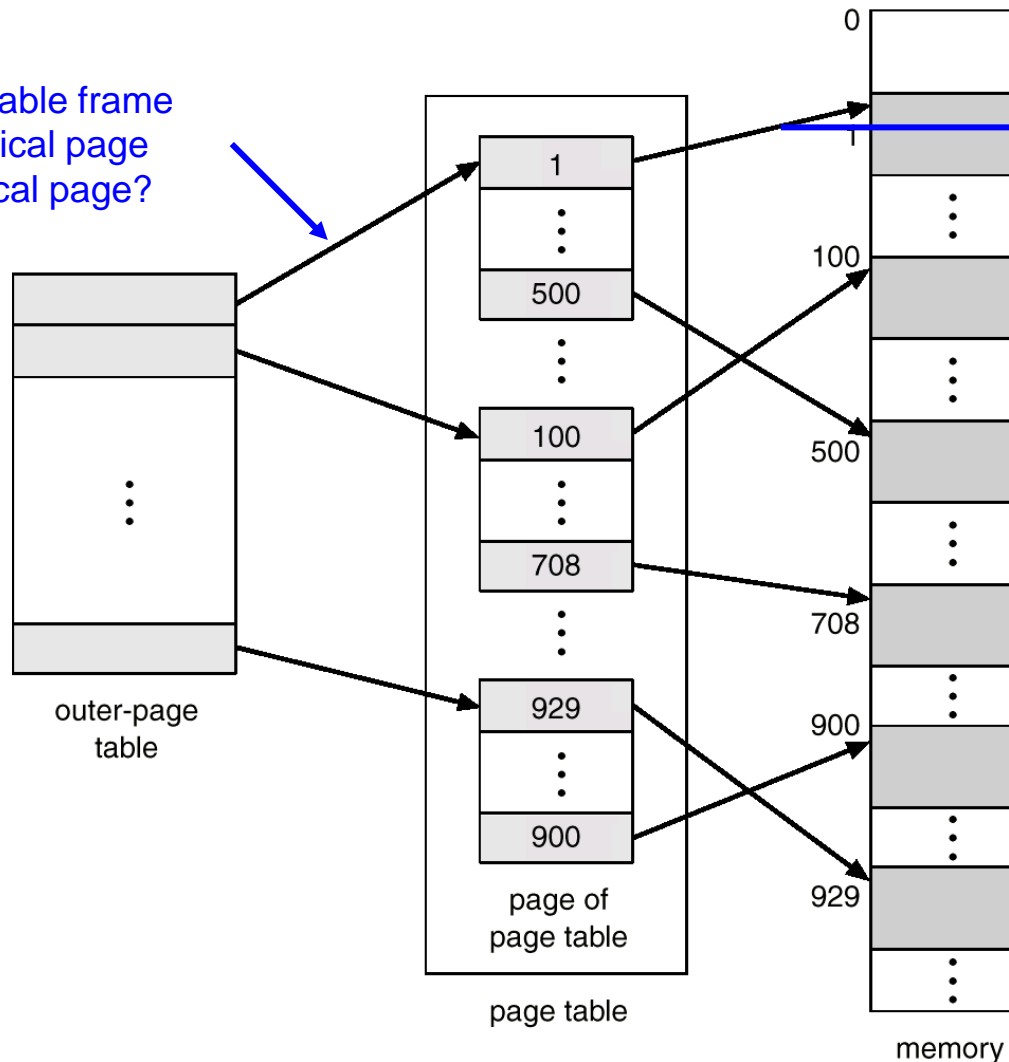 able frame
ical page
cal page?
outer-page
table
1
500
100
708
929
900
page of
page table
page table
0
1
100
500
708
900
929
memory